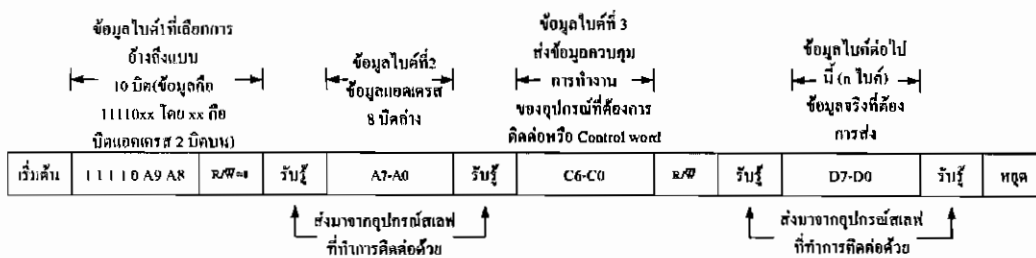 ข้อมูลไบต์1ที่เลือกการ
อ้างถึงแบบ
10 บิต(ข้อมูลคือ
11110xx โดย xx คือ
บิตแอดเดรส 2 บิตบน)
ข้อมูลไบต์ที่2
ข้อมูลแอดเดรส
8 บิตล่าง
ข้อมูลไบต์ที่ 3
ส่งข้อมูลควบคุม
การทำงาน
ของอุปกรณ์ที่ต้องการ
ติดต่อหรือ Control word
ข้อมูลไบต์ต่อไป
นี้ (n ไบต์)
ข้อมูลจริงที่ต้อง
การส่ง
เริ่มต้น 1 1 1 1 0 A9 A8 R/W=0 รับรู้ A7-A0 รับรู้ C6-C0 R/W รับรู้ D7-D0 รับรู้ หยุด
ส่งมาจากอุปกรณ์สเลฟ
ที่ทำการติดต่อด้วย
ส่งมาจากอุปกรณ์สเลฟ
ที่ทำการติดต่อด้วย